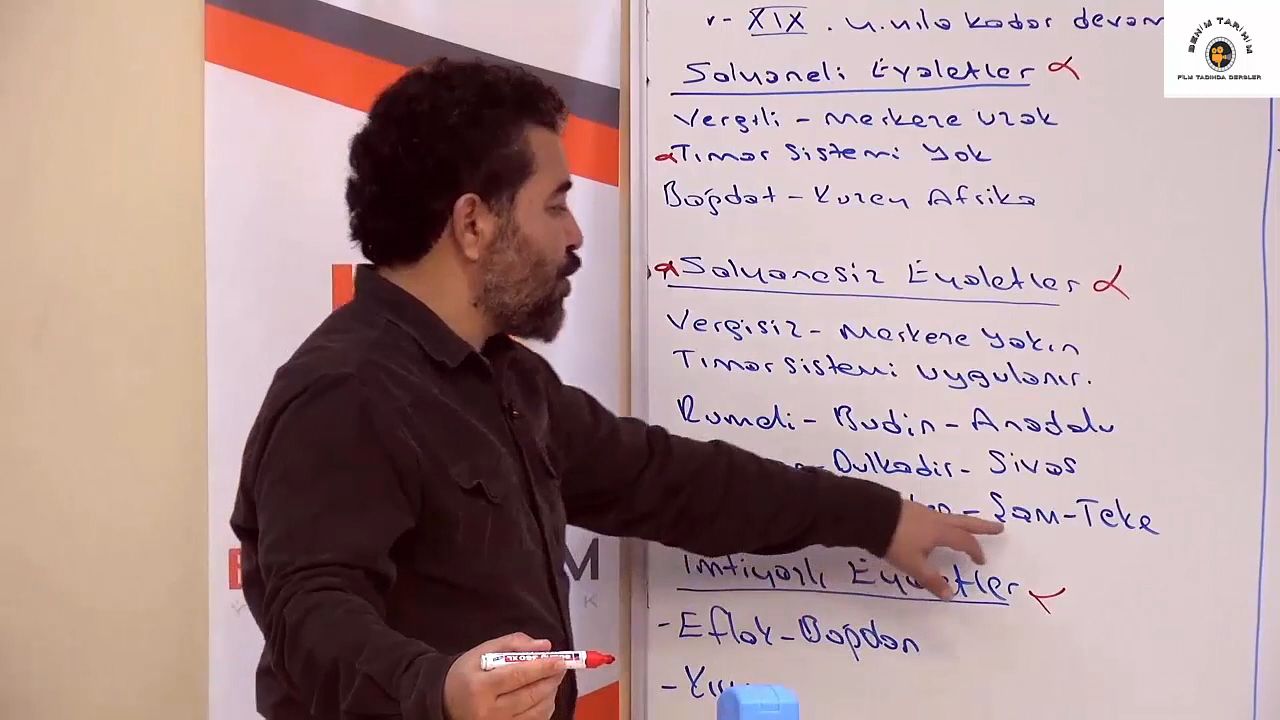 XIX. y.yıla kadar devam
Salyaneli Eyaletler
Vergili - Merkeze uzak
Tımar sistemi yok
Bağdat - Kuzey Afrika
Salyanesiz Eyaletler
Vergisiz - Merkeze yakın
Tımar sistemi uygulanır.
Rumeli - Budin - Anadolu
- Dulkadir - Sivas
- Şam - Teke
İmtiyazlı Eyaletler
- Eflak - Boğdan
BENİM TARİHİM
FİLM TADINDA DERSLER